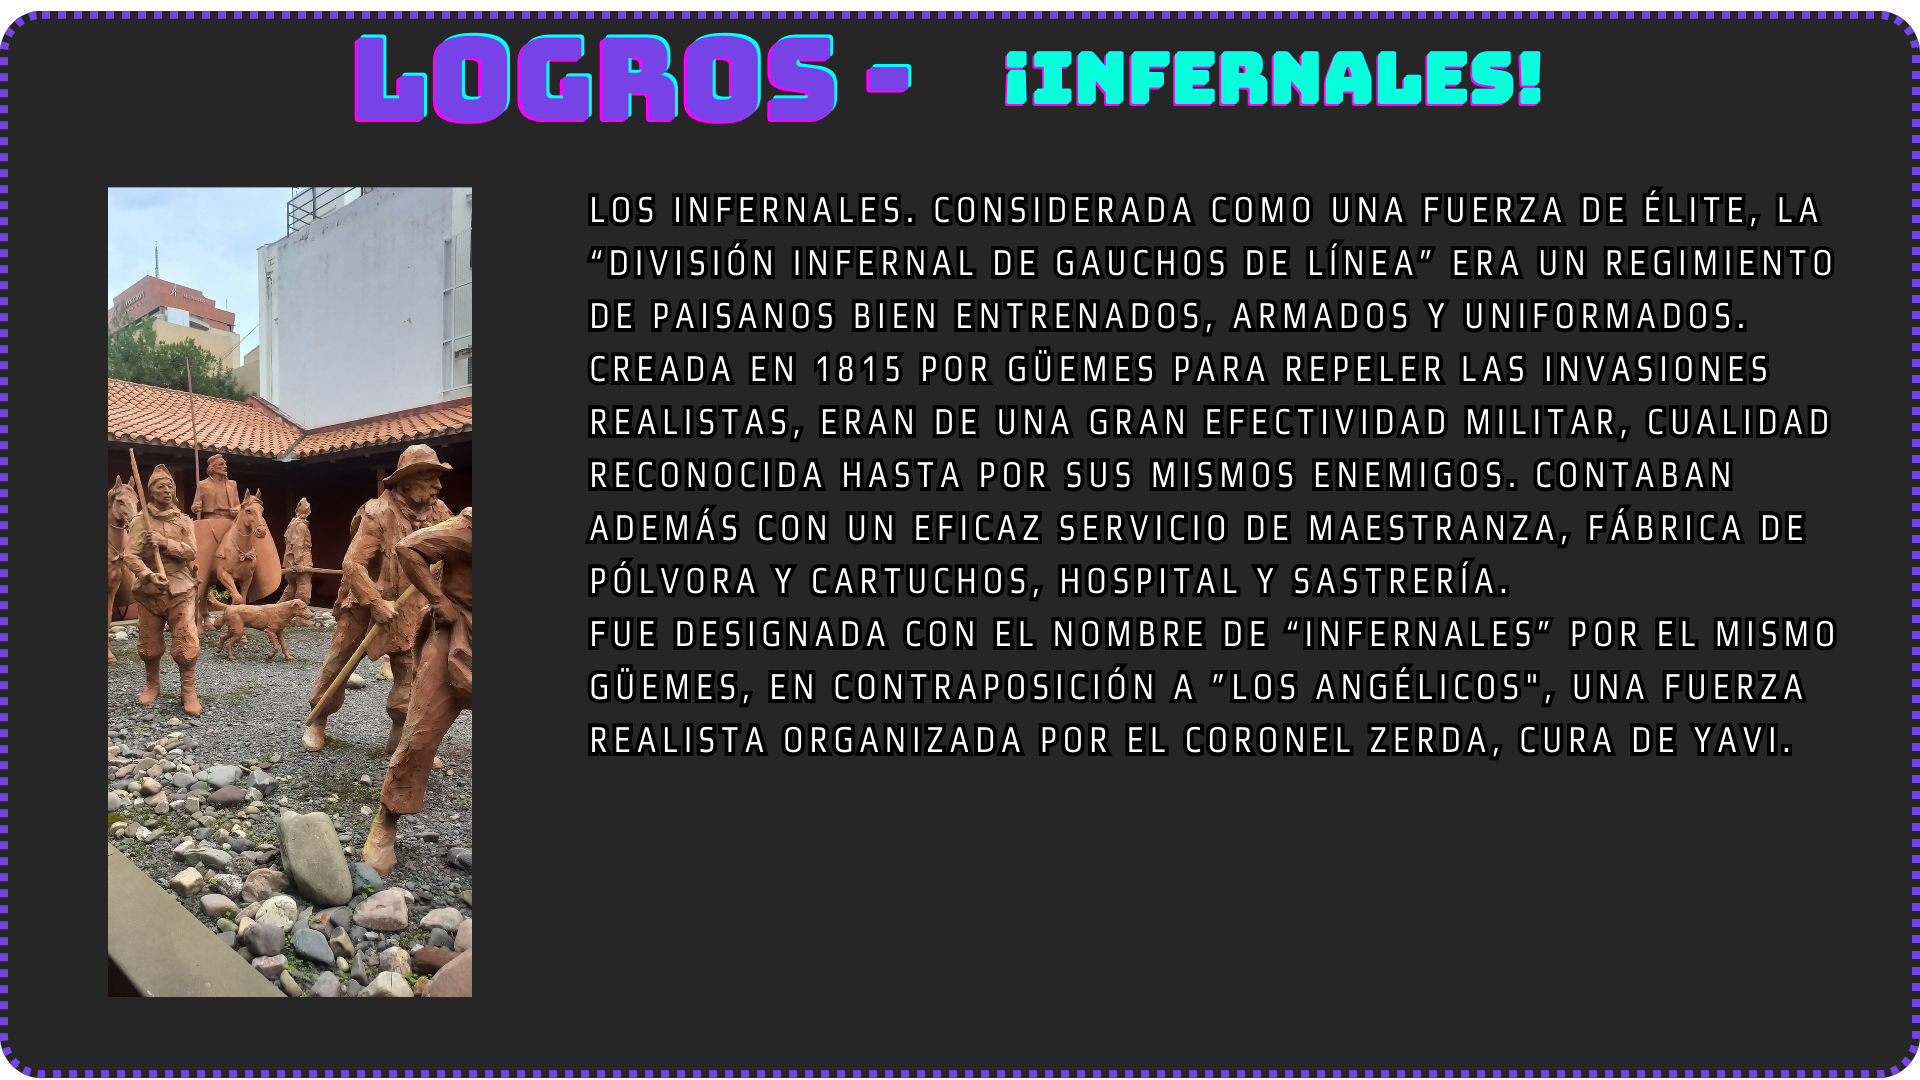 LOGROS - ¡INFERNALES!
LOS INFERNALES. CONSIDERADA COMO UNA FUERZA DE ÉLITE, LA
“DIVISIÓN INFERNAL DE GAUCHOS DE LÍNEA” ERA UN REGIMIENTO
DE PAISANOS BIEN ENTRENADOS, ARMADOS Y UNIFORMADOS.
CREADA EN 1815 POR GÜEMES PARA REPELER LAS INVASIONES
REALISTAS, ERAN DE UNA GRAN EFECTIVIDAD MILITAR, CUALIDAD
RECONOCIDA HASTA POR SUS MISMOS ENEMIGOS. CONTABAN
ADEMÁS CON UN EFICAZ SERVICIO DE MAESTRANZA, FÁBRICA DE
PÓLVORA Y CARTUCHOS, HOSPITAL Y SASTRERÍA.
FUE DESIGNADA CON EL NOMBRE DE “INFERNALES” POR EL MISMO
GÜEMES, EN CONTRAPOSICIÓN A ”LOS ANGÉLICOS", UNA FUERZA
REALISTA ORGANIZADA POR EL CORONEL ZERDA, CURA DE YAVI.